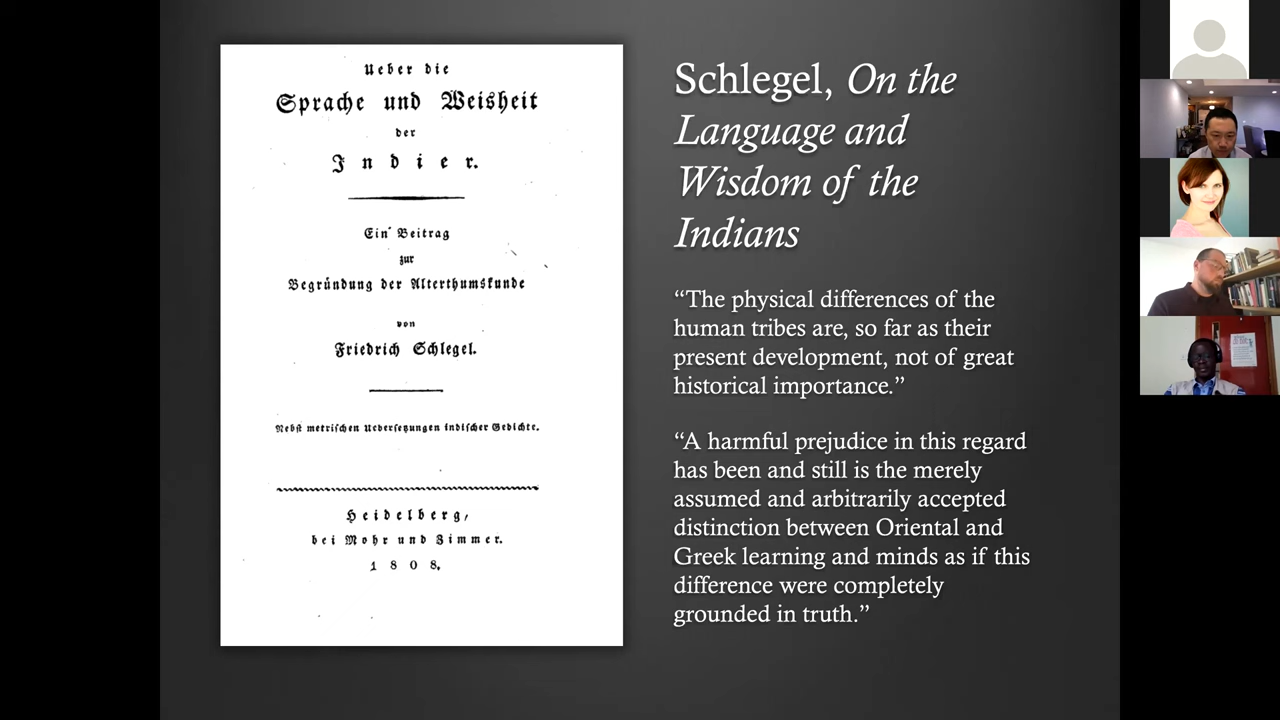 Ueber die
Sprache und Weisheit
der
Indier.
Ein Beitrag
zur
Begründung der Alterthumskunde
von
Friedrich Schlegel.
Nebst metrischen Uebersetzungen indischer Gedichte.
Heidelberg,
bei Mohr und Zimmer.
1808.
Schlegel, On the
Language and
Wisdom of the
Indians
“The physical differences of the
human tribes are, so far as their
present development, not of great
historical importance.”
“A harmful prejudice in this regard
has been and still is the merely
assumed and arbitrarily accepted
distinction between Oriental and
Greek learning and minds as if this
difference were completely
grounded in truth.”